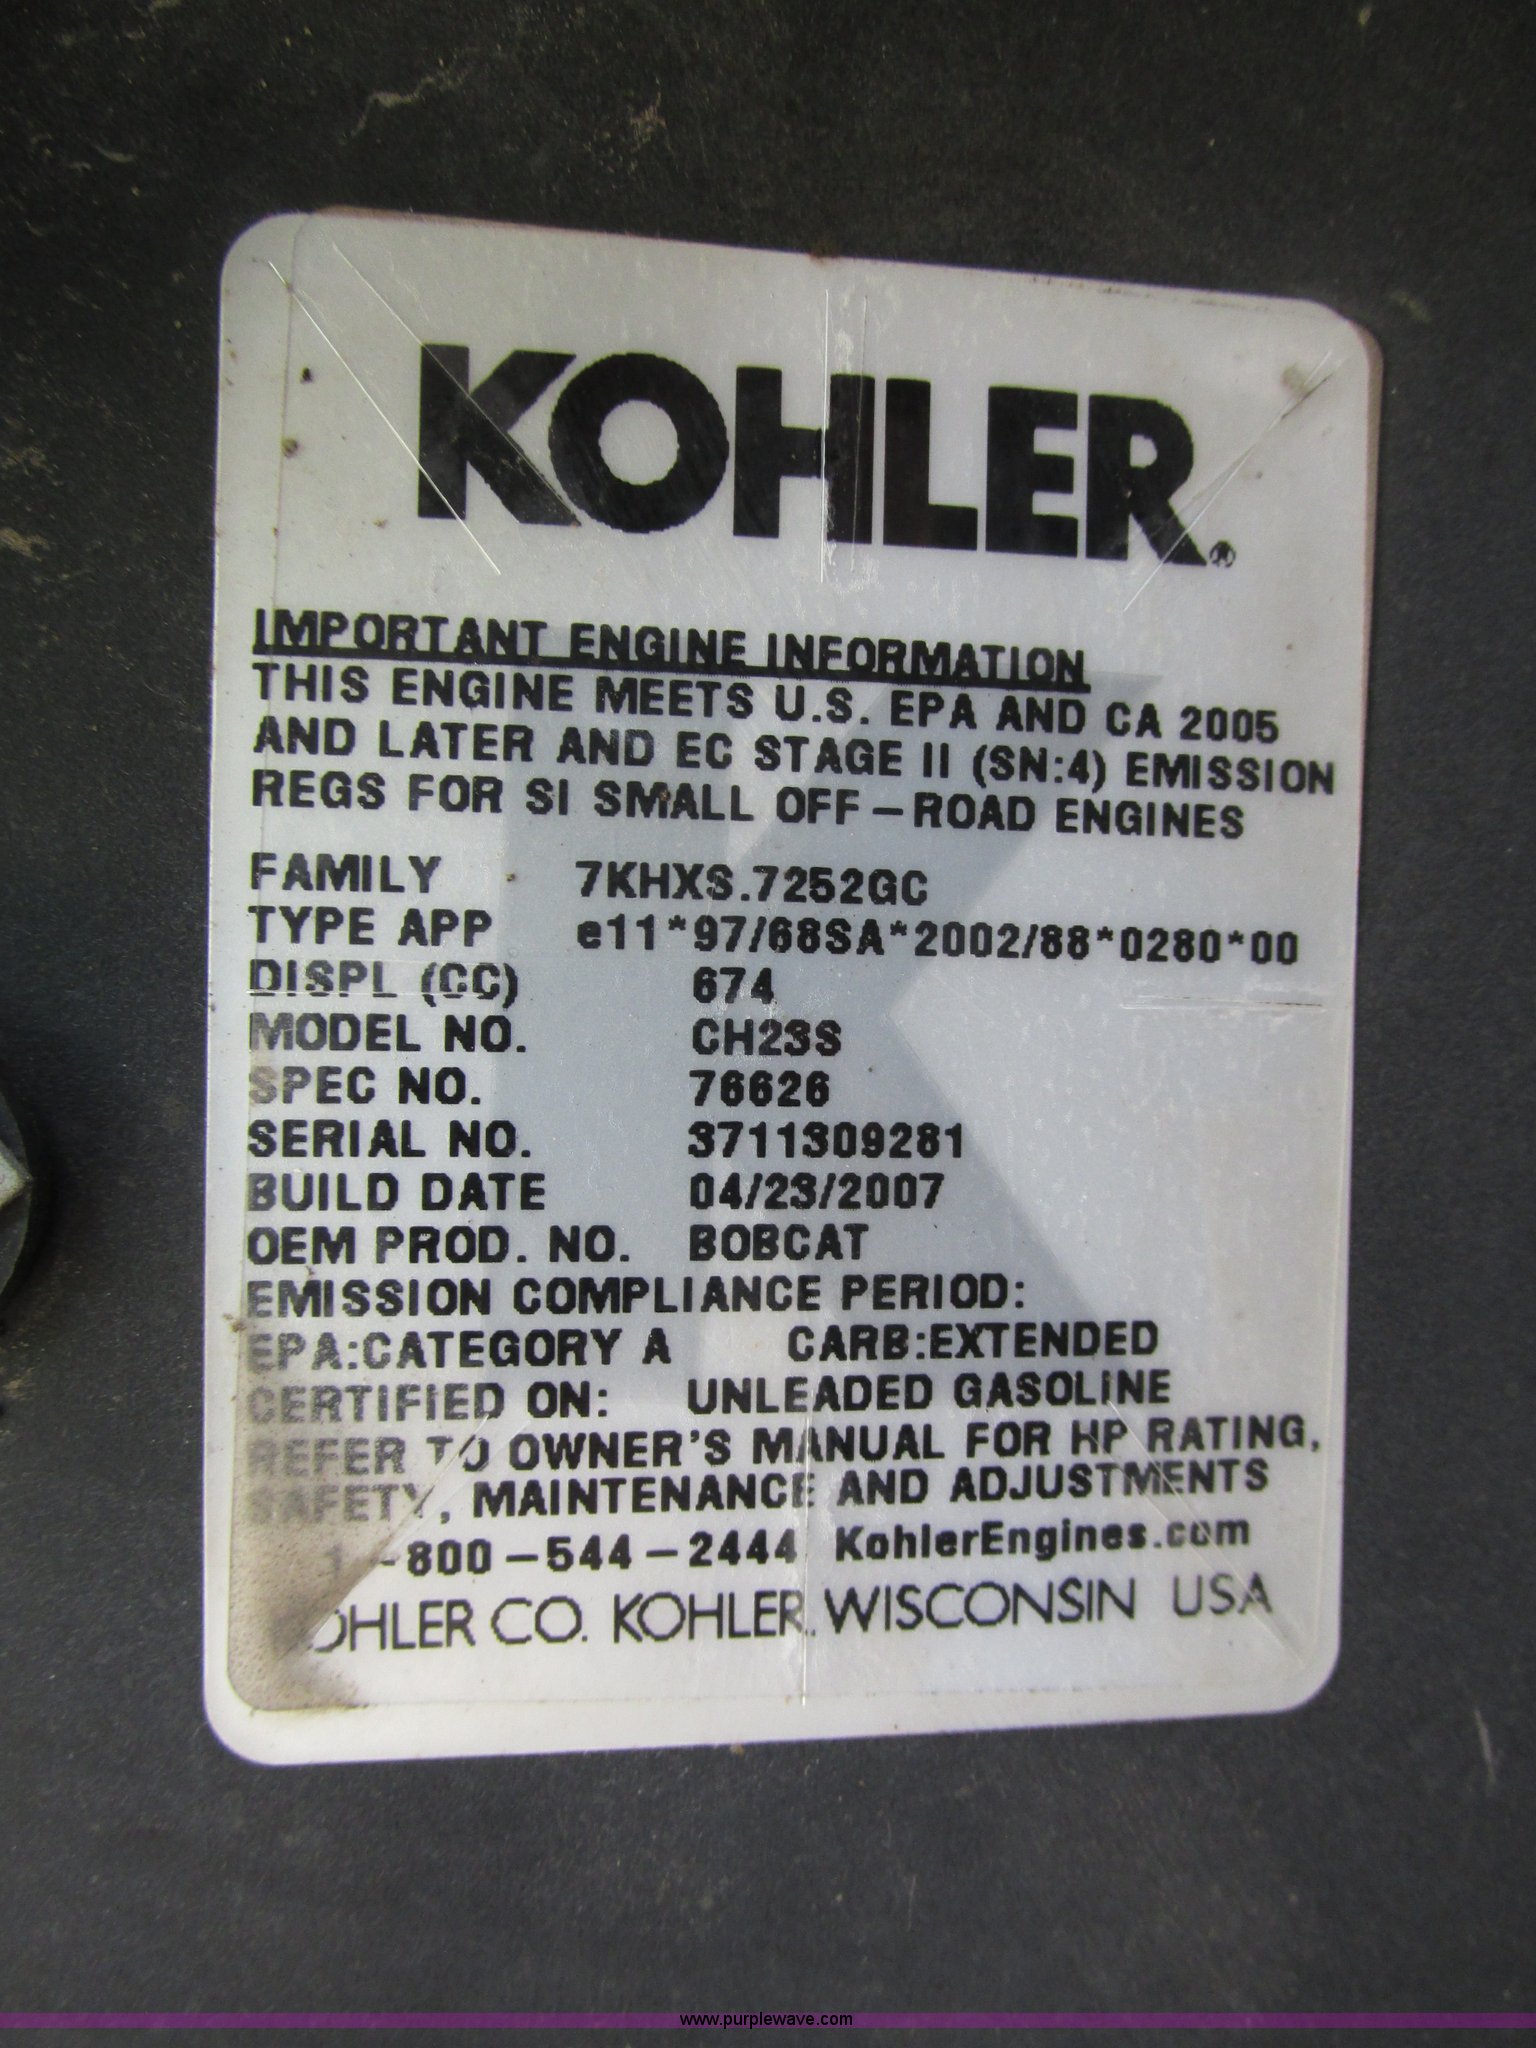 KOHLER®
IMPORTANT ENGINE INFORMATION
THIS ENGINE MEETS U.S. EPA AND CA 2005
AND LATER AND EC STAGE II (SN:4) EMISSION
REGS FOR SI SMALL OFF-ROAD ENGINES
FAMILY 7KHXS.7252GC
TYPE APP e11*97/68SA*2002/88*0280*00
DISPL (CC) 674
MODEL NO. CH23S
SPEC NO. 76626
SERIAL NO. 3711309281
BUILD DATE 04/23/2007
OEM PROD. NO. BOBCAT
EMISSION COMPLIANCE PERIOD:
EPA:CATEGORY A CARB:EXTENDED
CERTIFIED ON: UNLEADED GASOLINE
REFER TO OWNER'S MANUAL FOR HP RATING,
SAFETY, MAINTENANCE AND ADJUSTMENTS
1-800-544-2444 KohlerEngines.com
KOHLER CO. KOHLER, WISCONSIN USA
www.purplewave.com